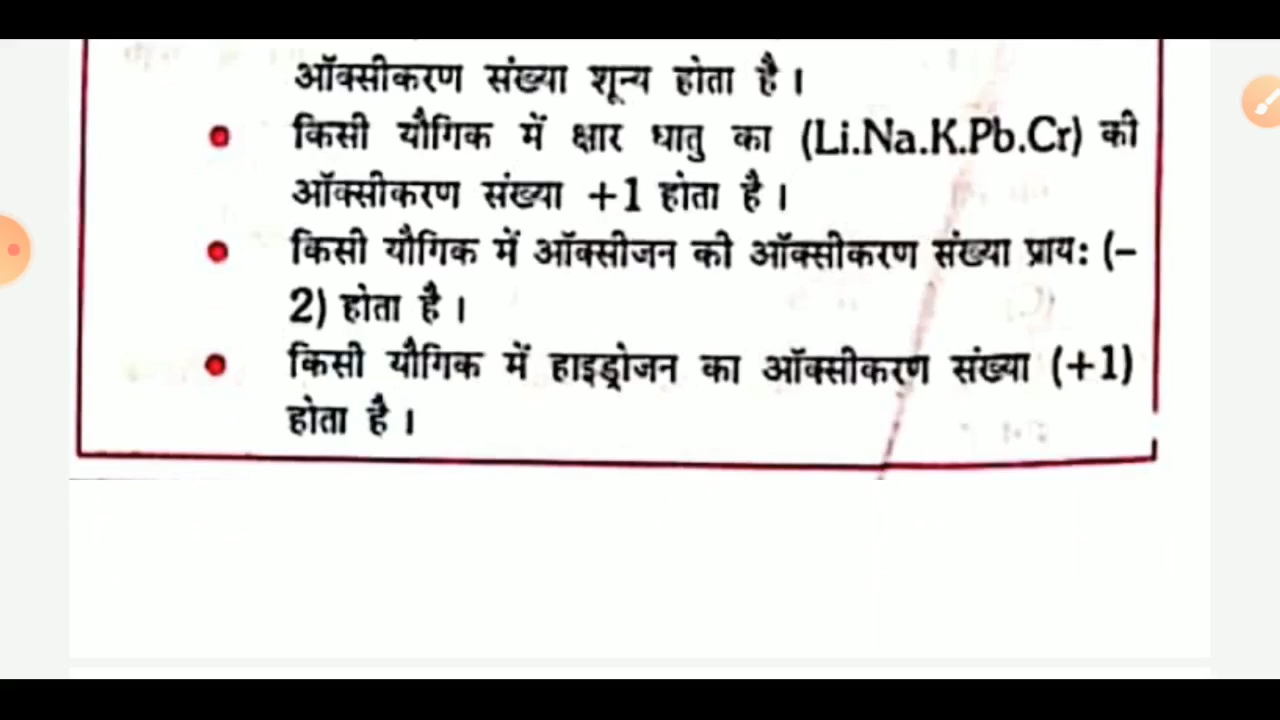 ऑक्सीकरण संख्या शून्य होता है।
किसी यौगिक में क्षार धातु का (Li.Na.K.Pb.Cr) की
ऑक्सीकरण संख्या +1 होता है।
किसी यौगिक में ऑक्सीजन की ऑक्सीकरण संख्या प्राय: (–
2) होता है।
किसी यौगिक में हाइड्रोजन का ऑक्सीकरण संख्या (+1)
होता है।